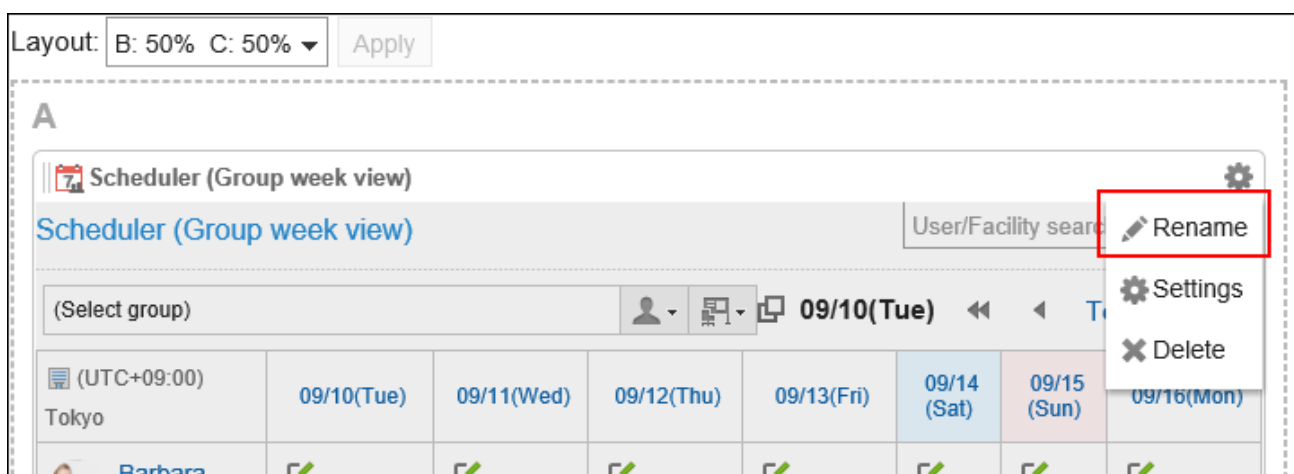 Layout: B: 50% C: 50% Apply
A
Scheduler (Group week view)
Scheduler (Group week view)
User/Facility
Rename
Settings
Delete
(Select group)
09/10(Tue)
(UTC+09:00)
Tokyo
09/10(Tue)
09/11(Wed)
09/12(Thu)
09/13(Fri)
09/14
(Sat)
09/15
(Sun)
09/16(Mon)
Barbara